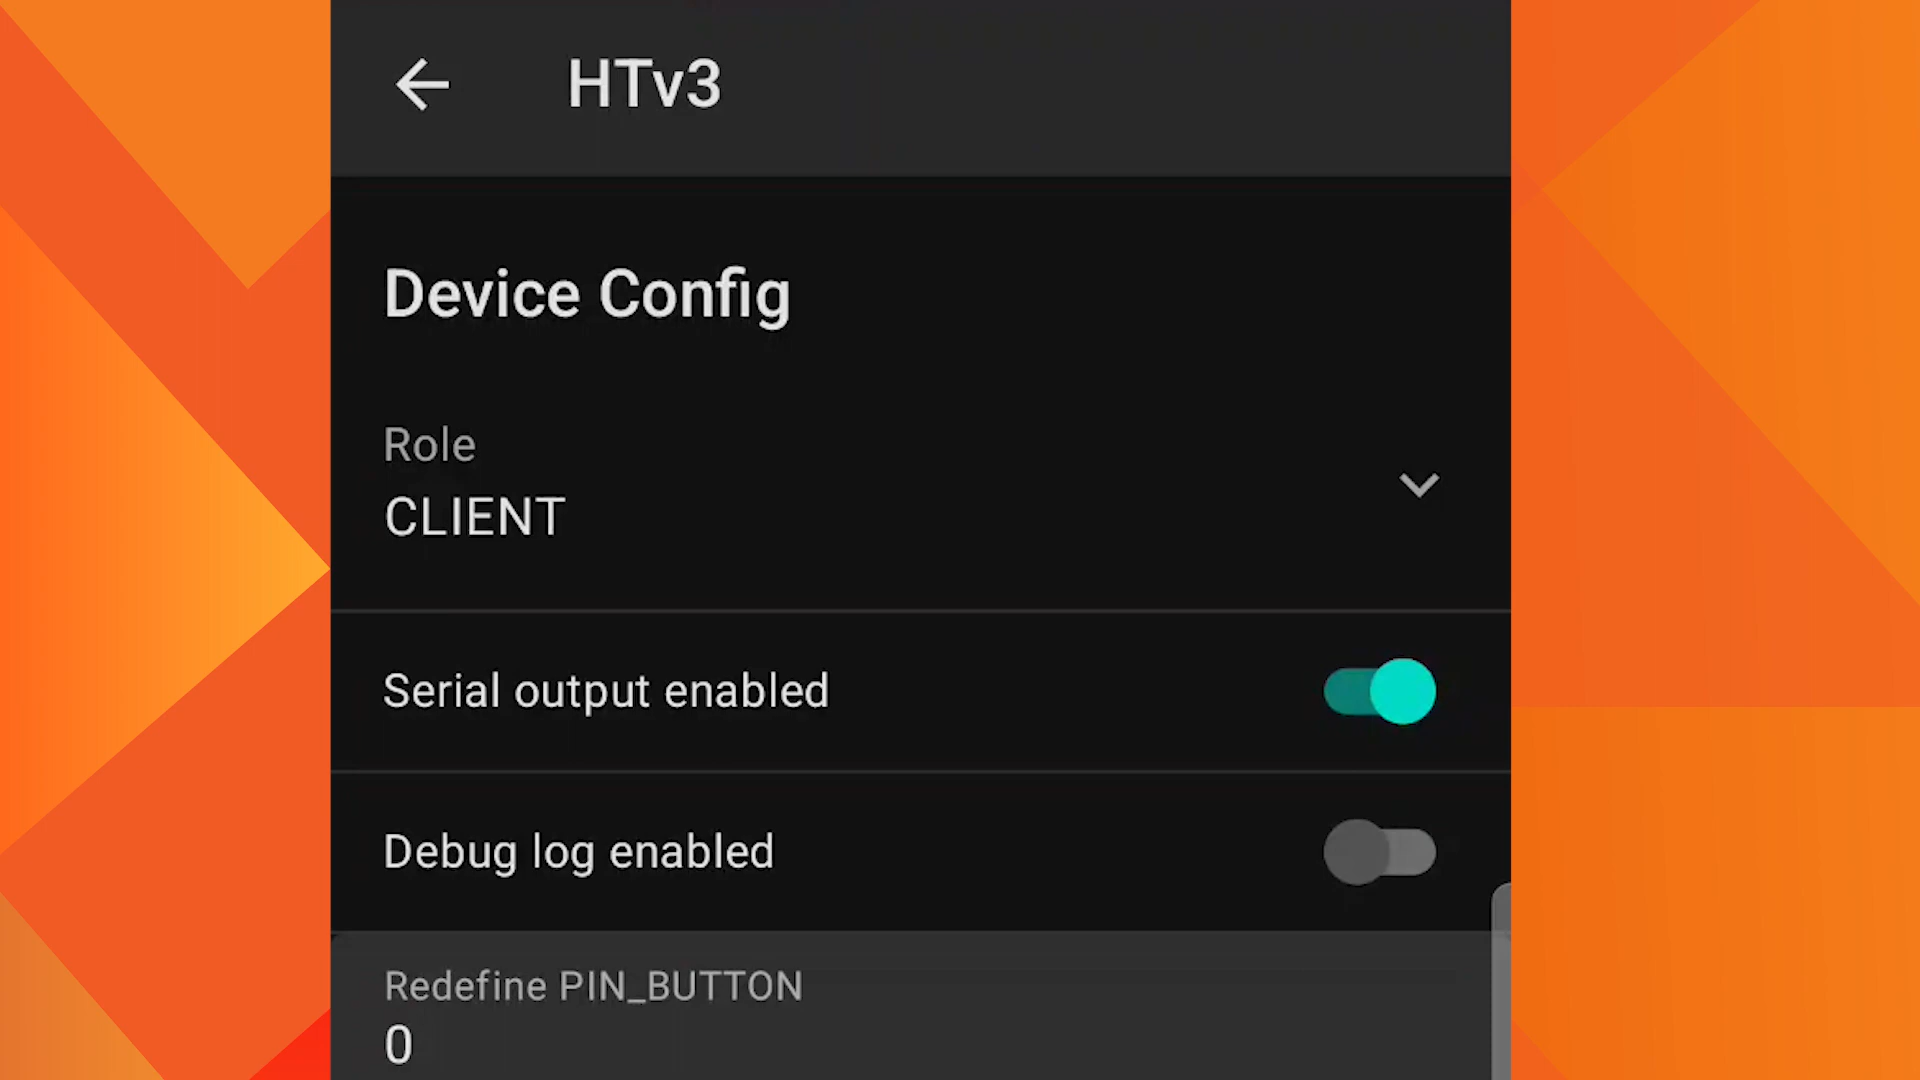 HTv3
Device Config
Role
CLIENT
Serial output enabled
Debug log enabled
Redefine PIN_BUTTON
0